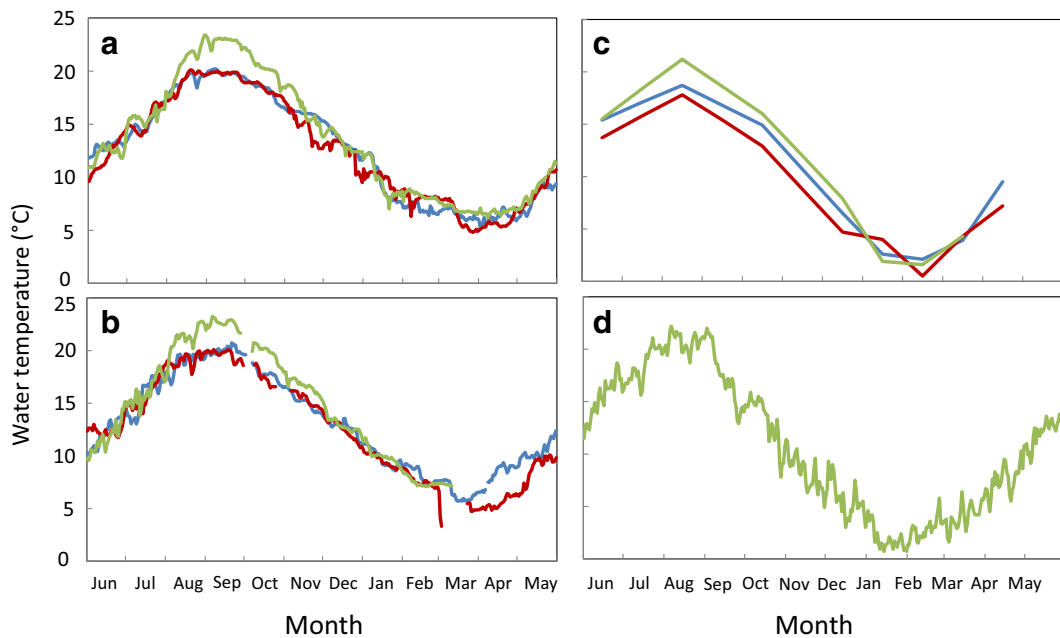 a
25
20
15
10
5
0
c
b
25
20
15
10
5
0
d
Water temperature (°C)
Jun Jul Aug Sep Oct Nov Dec Jan Feb Mar Apr May
Jun Jul Aug Sep Oct Nov Dec Jan Feb Mar Apr May
Month
Month